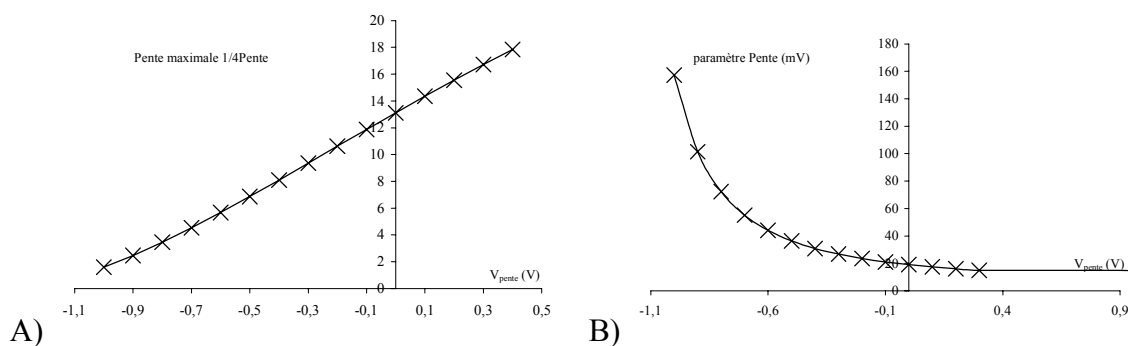 20
18
16
14
12
10
8
6
4
2
0
Pente maximale 1/4Pente
V_pente (V)
-1,1 -0,9 -0,7 -0,5 -0,3 -0,1 0,1 0,3 0,5
A)
180
160
140
120
100
80
60
40
20
0
paramètre Pente (mV)
V_pente (V)
-1,1 -0,6 -0,1 0,4 0,9
B)